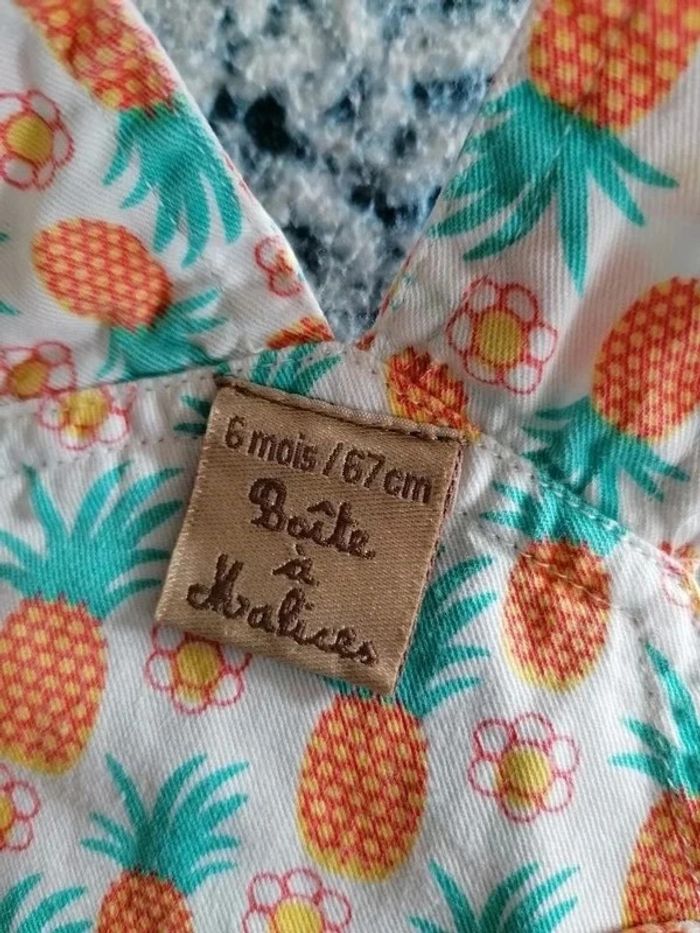 6 mois / 67 cm
Boîte
à
Malices